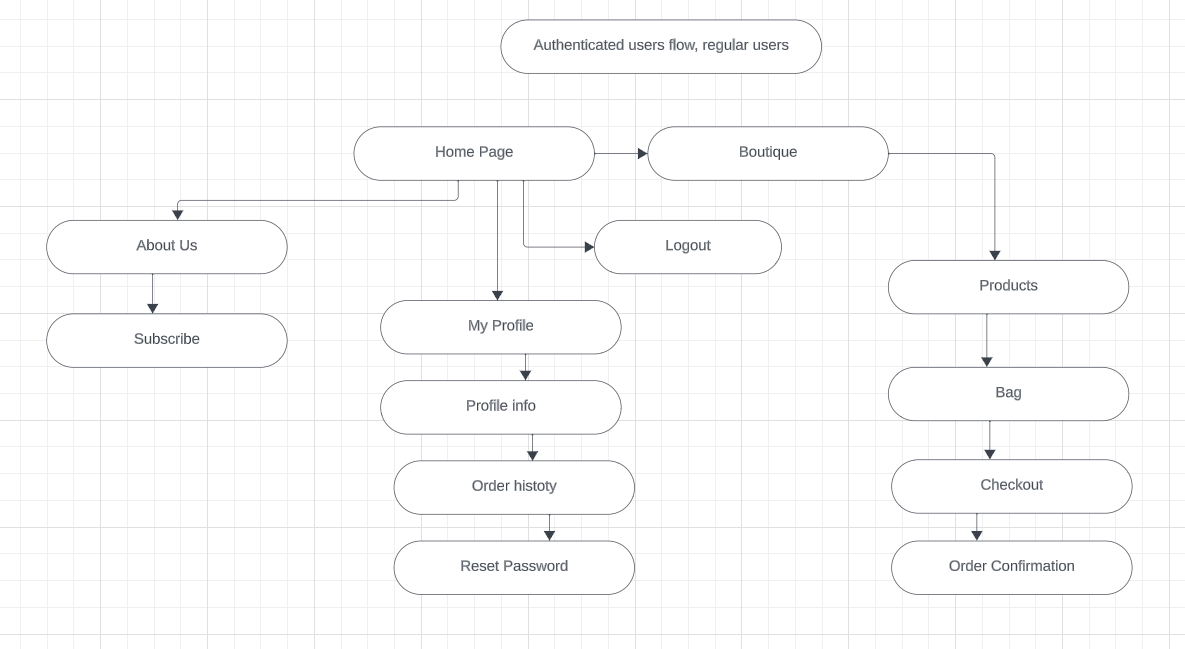 Authenticated users flow, regular users
Home Page
Boutique
About Us
Logout
Products
Subscribe
My Profile
Bag
Profile info
Order histoty
Checkout
Reset Password
Order Confirmation